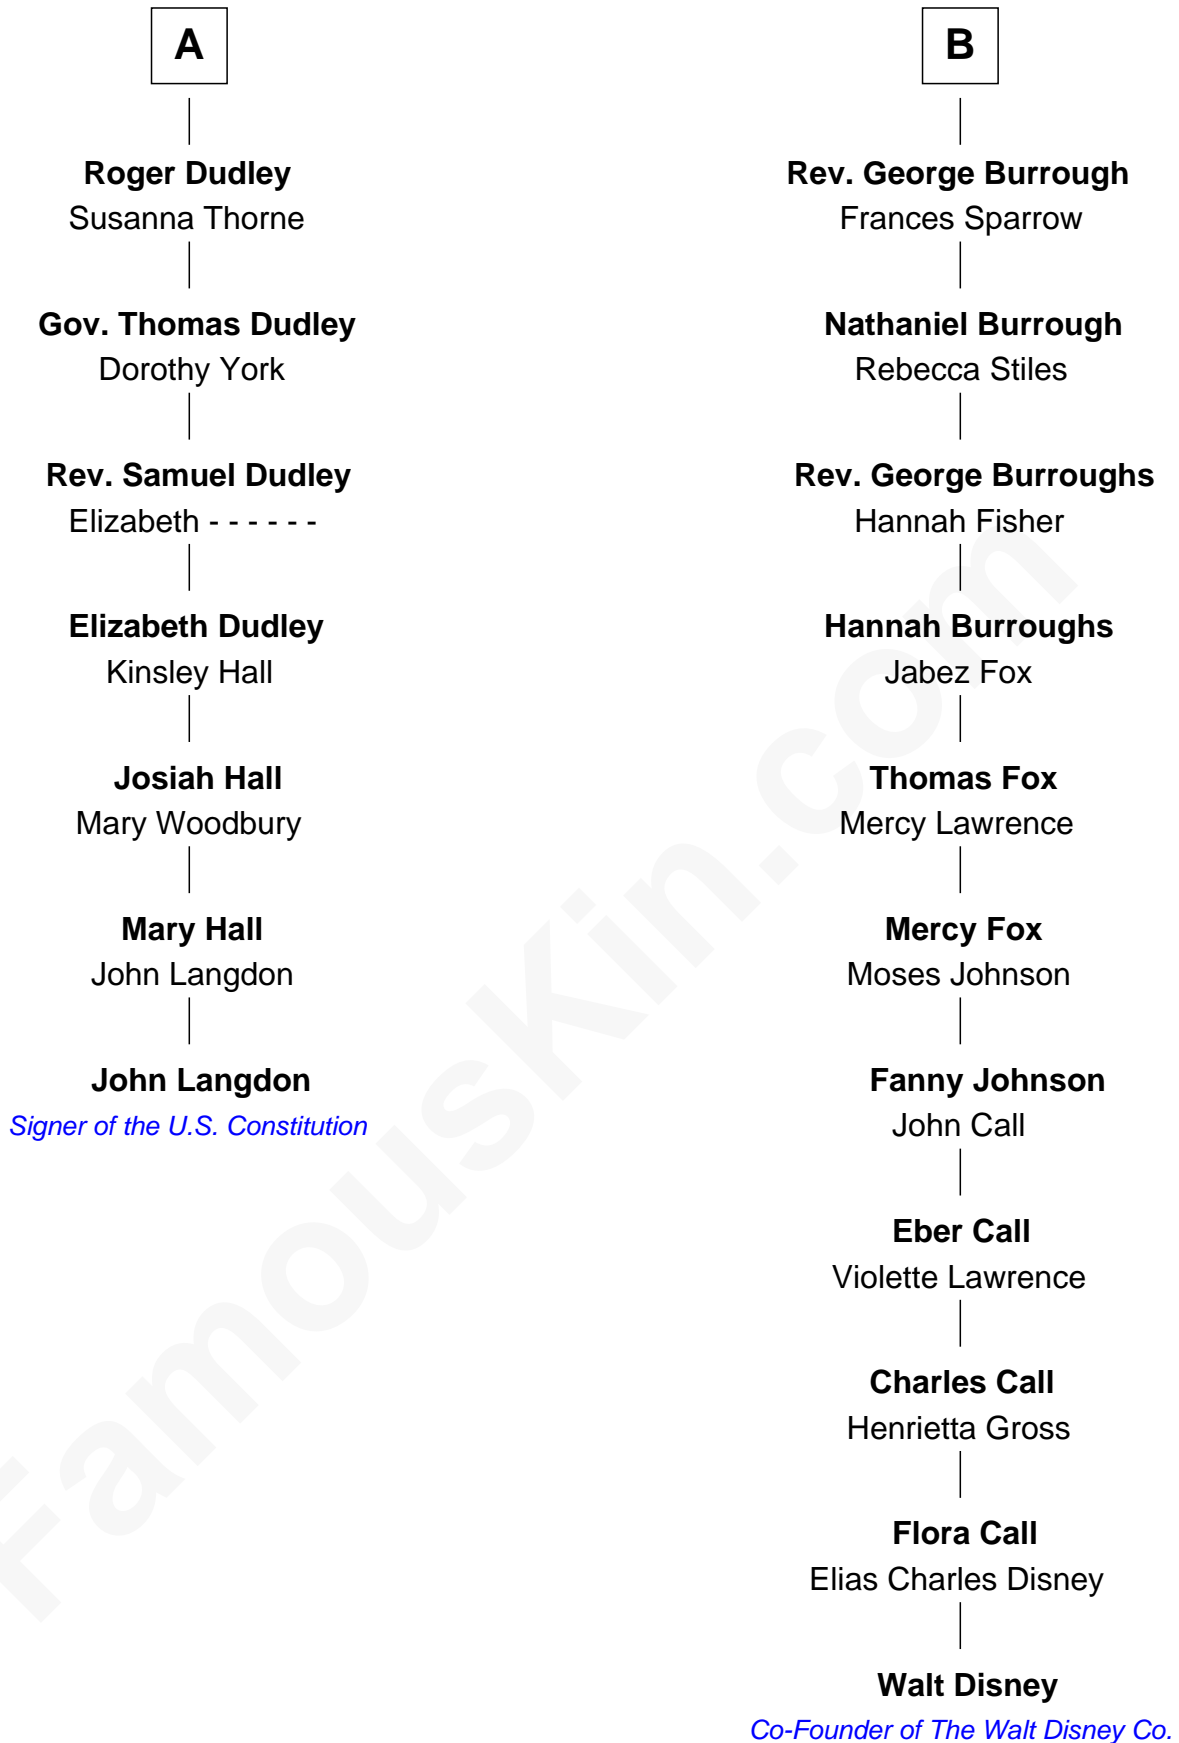 A
Roger Dudley
Susanna Thorne
Gov. Thomas Dudley
Dorothy York
Rev. Samuel Dudley
Elizabeth - - - - - -
Elizabeth Dudley
Kinsley Hall
Josiah Hall
Mary Woodbury
Mary Hall
John Langdon
John Langdon
Signer of the U.S. Constitution
B
Rev. George Burrough
Frances Sparrow
Nathaniel Burrough
Rebecca Stiles
Rev. George Burroughs
Hannah Fisher
Hannah Burroughs
Jabez Fox
Thomas Fox
Mercy Lawrence
Mercy Fox
Moses Johnson
Fanny Johnson
John Call
Eber Call
Violette Lawrence
Charles Call
Henrietta Gross
Flora Call
Elias Charles Disney
Walt Disney
Co-Founder of The Walt Disney Co.
FamousKin.com